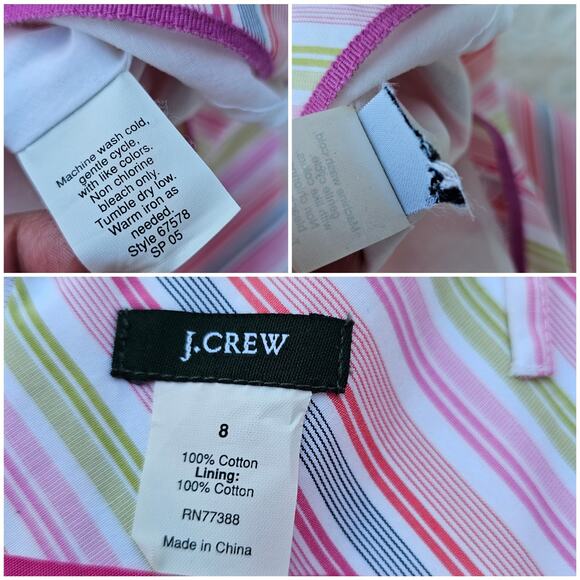 Machine wash cold,
gentle cycle,
with like colors.
Non chlorine
bleach only.
Tumble dry low.
Warm iron as
needed.
Style 67578
SP 05
J.CREW
8
100% Cotton
Lining:
100% Cotton
RN77388
Made in China